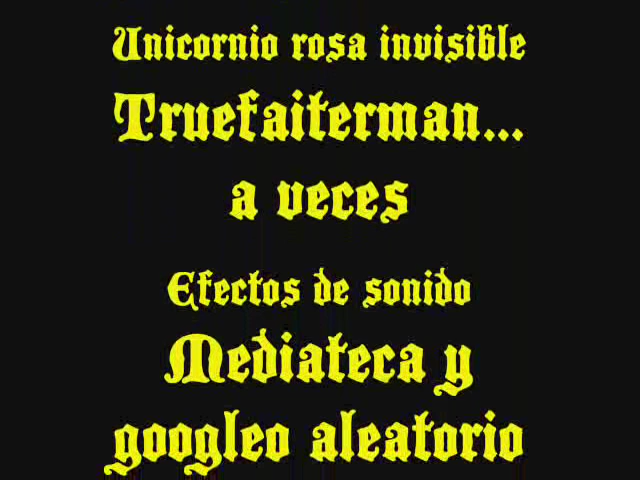 Unicornio rosa invisible
Truefaiterman...
a veces
Efectos de sonido
Mediateca y
googleo aleatorio